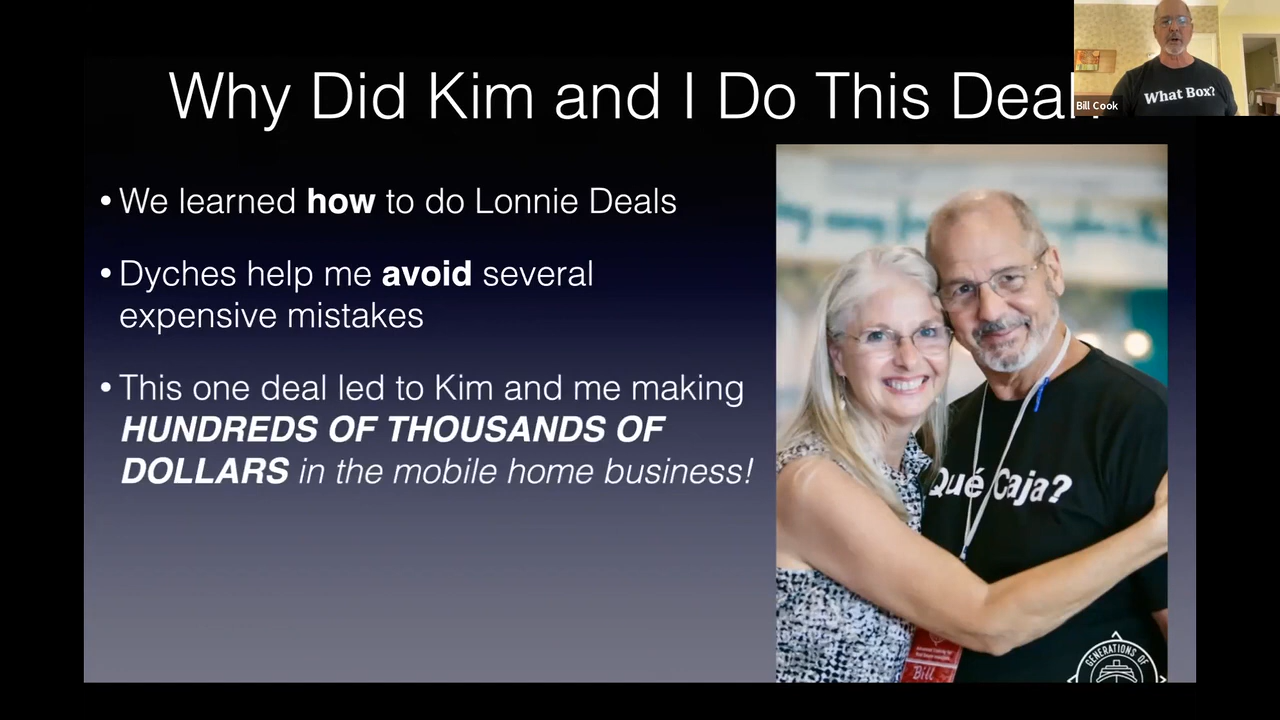 Why Did Kim and I Do This Deal?
What Box?
Bill Cook
• We learned how to do Lonnie Deals
• Dyches help me avoid several
expensive mistakes
• This one deal led to Kim and me making
HUNDREDS OF THOUSANDS OF
DOLLARS in the mobile home business!
Qué Caja?
Bill
GENERATIONS OF